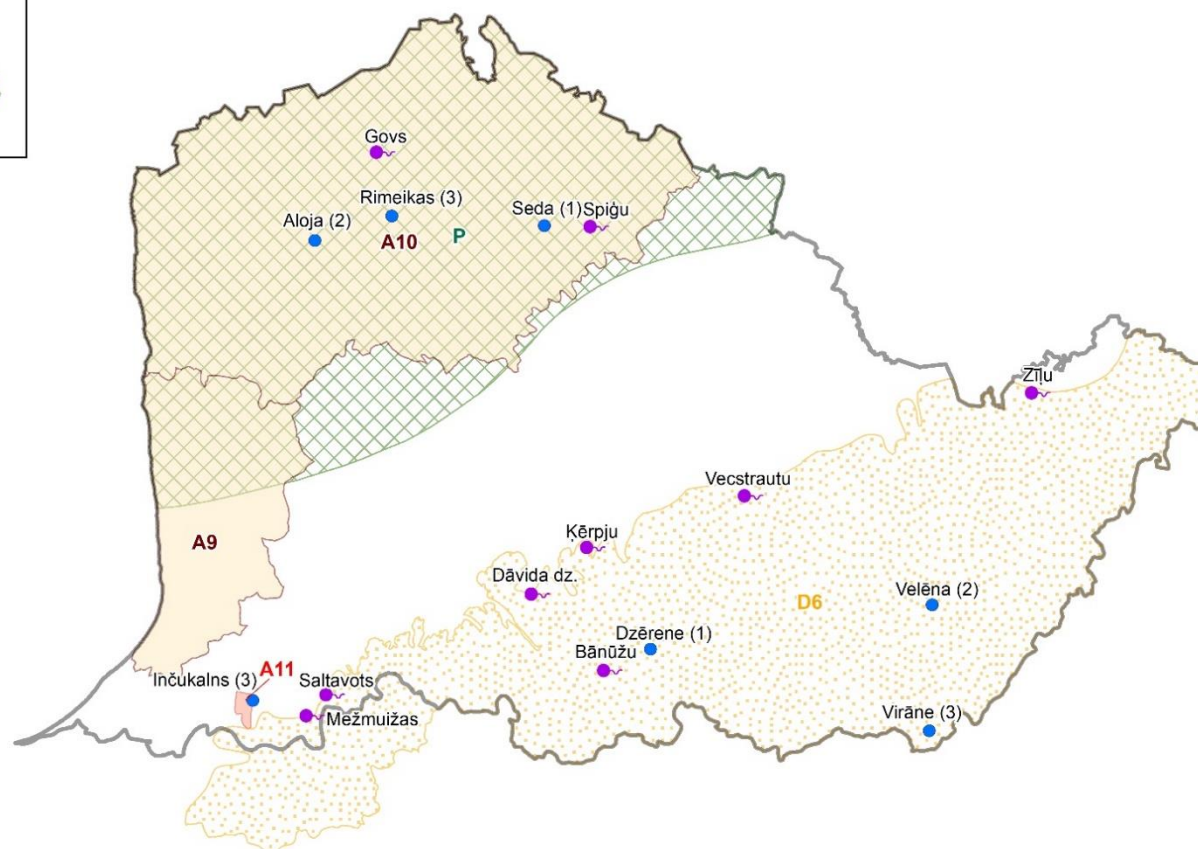 Govs
Rimeikas (3)
Seda (1)
Spiģu
Aloja (2)
A10
P
Zīļu
Vecstrautu
A9
Ķērpju
Dāvida dz.
Velēna (2)
D6
Dzērene (1)
Bānūžu
A11
Inčukalns (3)
Saltavots
Mežmuižas
Virāne (3)